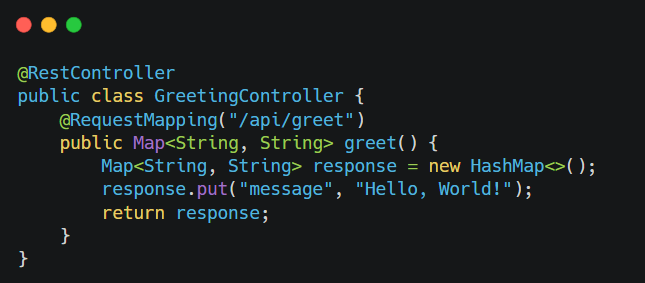 @RestController
public class GreetingController {
    @RequestMapping("/api/greet")
    public Map<String, String> greet() {
        Map<String, String> response = new HashMap<>();
        response.put("message", "Hello, World!");
        return response;
    }
}